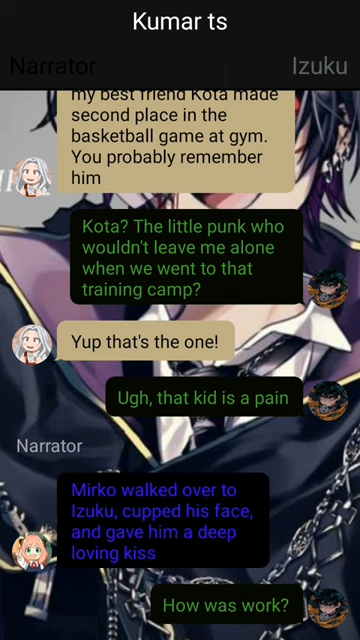 Kumar ts
Narrator
Izuku
my best friend Kota made
second place in the
basketball game at gym.
You probably remember
him
Kota? The little punk who
wouldn't leave me alone
when we went to that
training camp?
Yup that's the one!
Ugh, that kid is a pain
Narrator
Mirko walked over to
Izuku, cupped his face,
and gave him a deep
loving kiss
How was work?